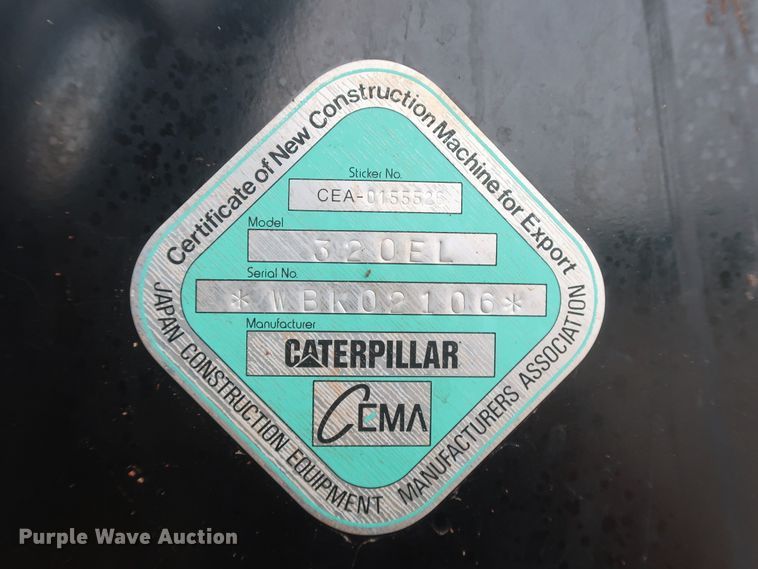 Certificate of New Construction Machine for Export
Sticker No.
CEA-0155526
Model
320EL
Serial No.
*WBK02106*
Manufacturer
CATERPILLAR
CEMA
JAPAN CONSTRUCTION EQUIPMENT MANUFACTURERS ASSOCIATION
Purple Wave Auction